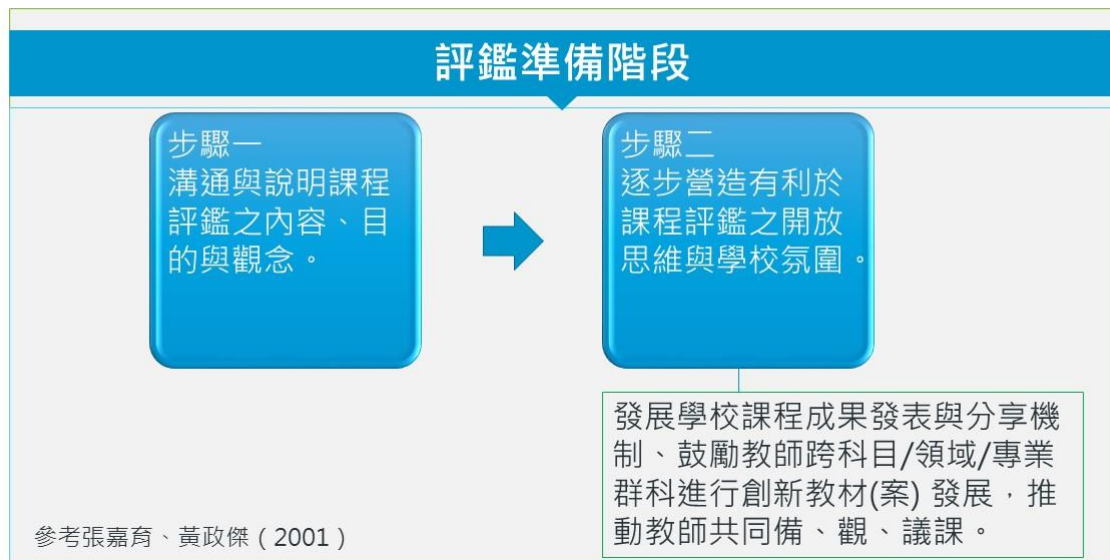 評鑑準備階段
步驟一
溝通與說明課程
評鑑之內容、目
的與觀念。
步驟二
逐步營造有利於
課程評鑑之開放
思維與學校氛圍。
發展學校課程成果發表與分享機
制、鼓勵教師跨科目/領域/專業
群科進行創新教材(案) 發展，推
動教師共同備、觀、議課。
參考張嘉育、黃政傑（2001）